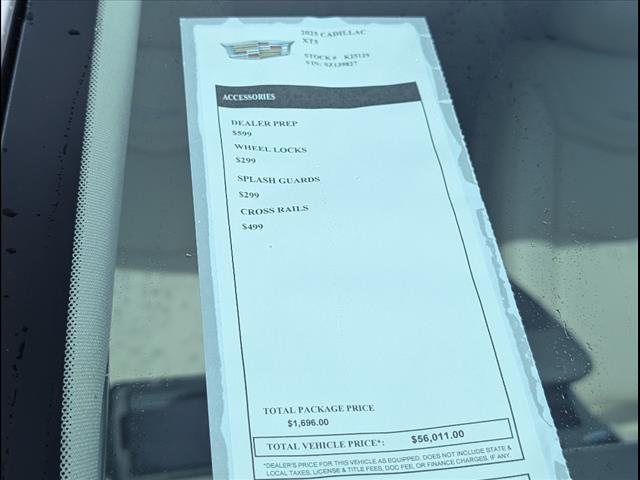 2025 CADILLAC
XT5
STOCK # K25129
VIN: SZ139827
ACCESSORIES
DEALER PREP
$599
WHEEL LOCKS
$299
SPLASH GUARDS
$299
CROSS RAILS
$499
TOTAL PACKAGE PRICE
$1,696.00
TOTAL VEHICLE PRICE*: $56,011.00
*DEALER'S PRICE FOR THIS VEHICLE AS EQUIPPED. DOES NOT INCLUDE STATE &
LOCAL TAXES, LICENSE & TITLE FEES, DOC FEE, OR FINANCE CHARGES, IF ANY.